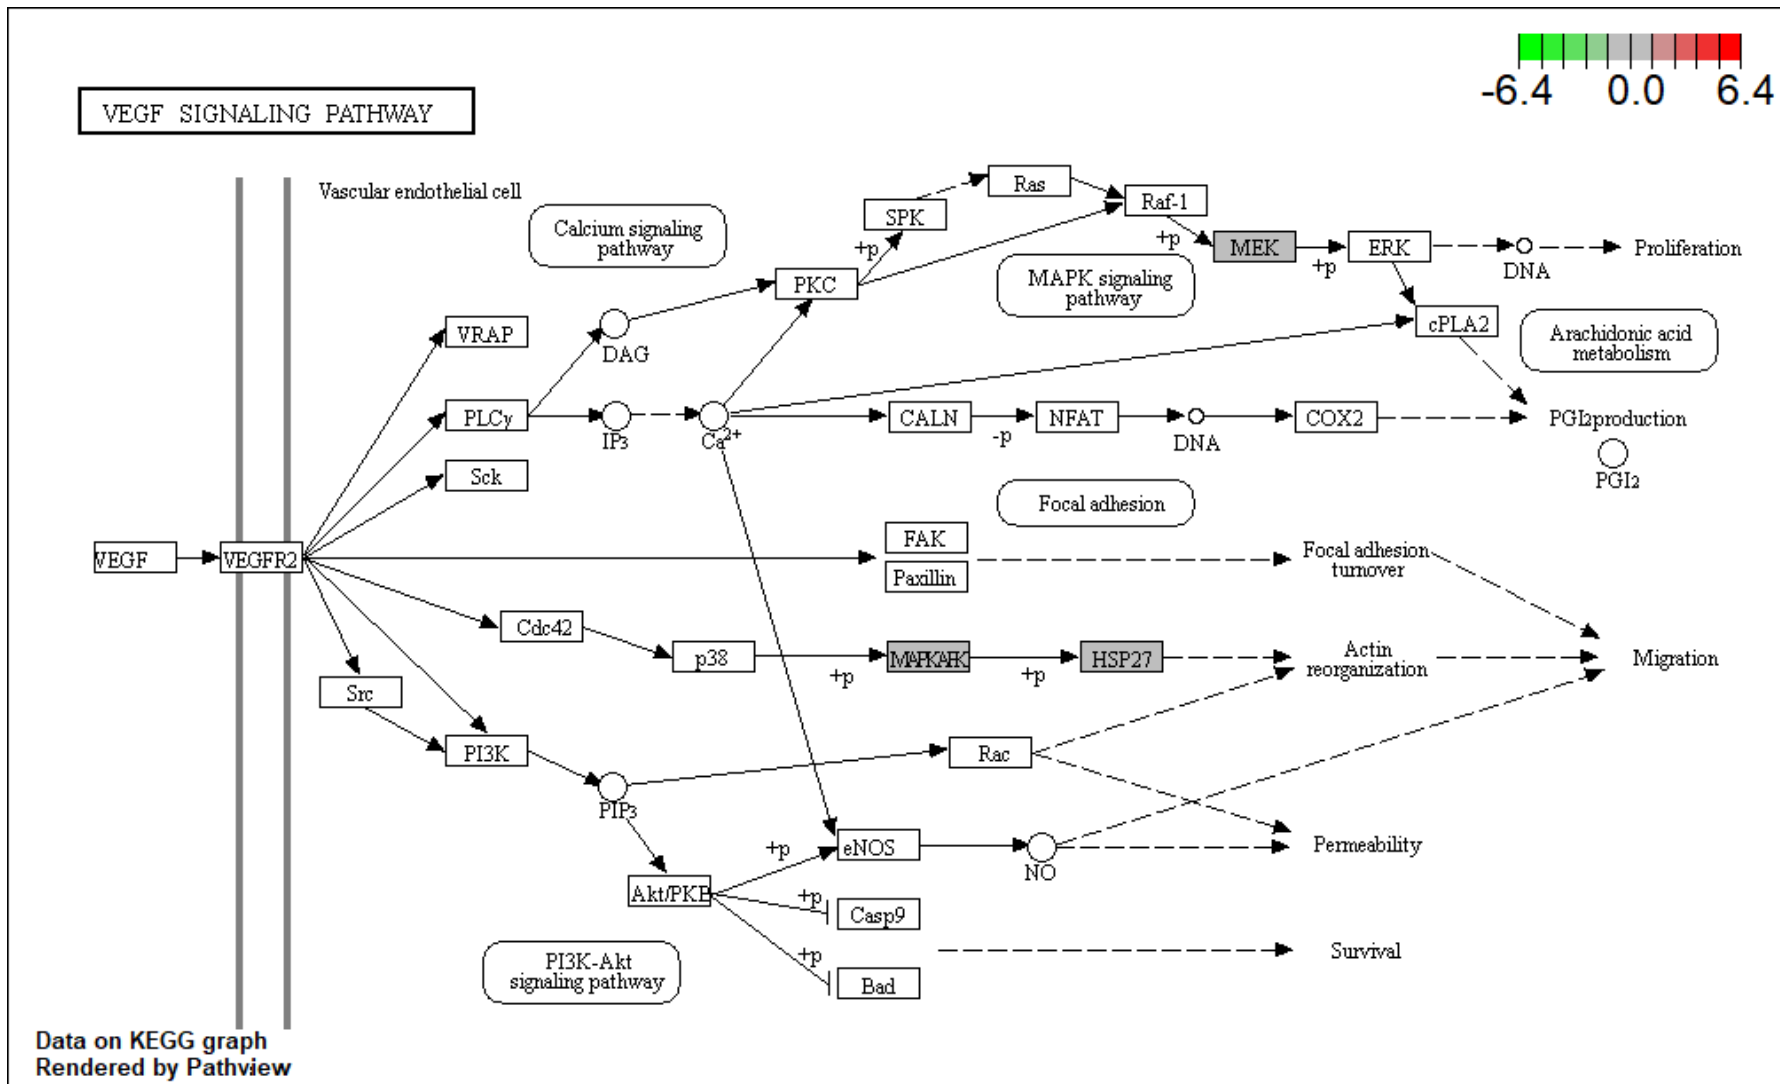 -6.4 0.0 6.4
VEGF SIGNALING PATHWAY
Vascular endothelial cell
Calcium signaling
pathway
SPK
Ras
Raf-1
+p
+p
MEK
+p
ERK
DNA
Proliferation
PKC
MAPK signaling
pathway
cPLA2
Arachidonic acid
metabolism
VRAP
DAG
PLCγ
IP3
Ca2+
CALN
-p
NFAT
DNA
COX2
PGI2production
PGI2
Sck
Focal adhesion
VEGF
VEGFR2
FAK
Paxillin
Focal adhesion
turnover
Cdc42
p38
+p
MAPKAPK
+p
HSP27
Actin
reorganization
Migration
Src
PI3K
PIP3
Rac
+p
eNOS
NO
Permeability
Akt/PKB
+p
Casp9
+p
Bad
Survival
PI3K-Akt
signaling pathway
Data on KEGG graph
Rendered by Pathview